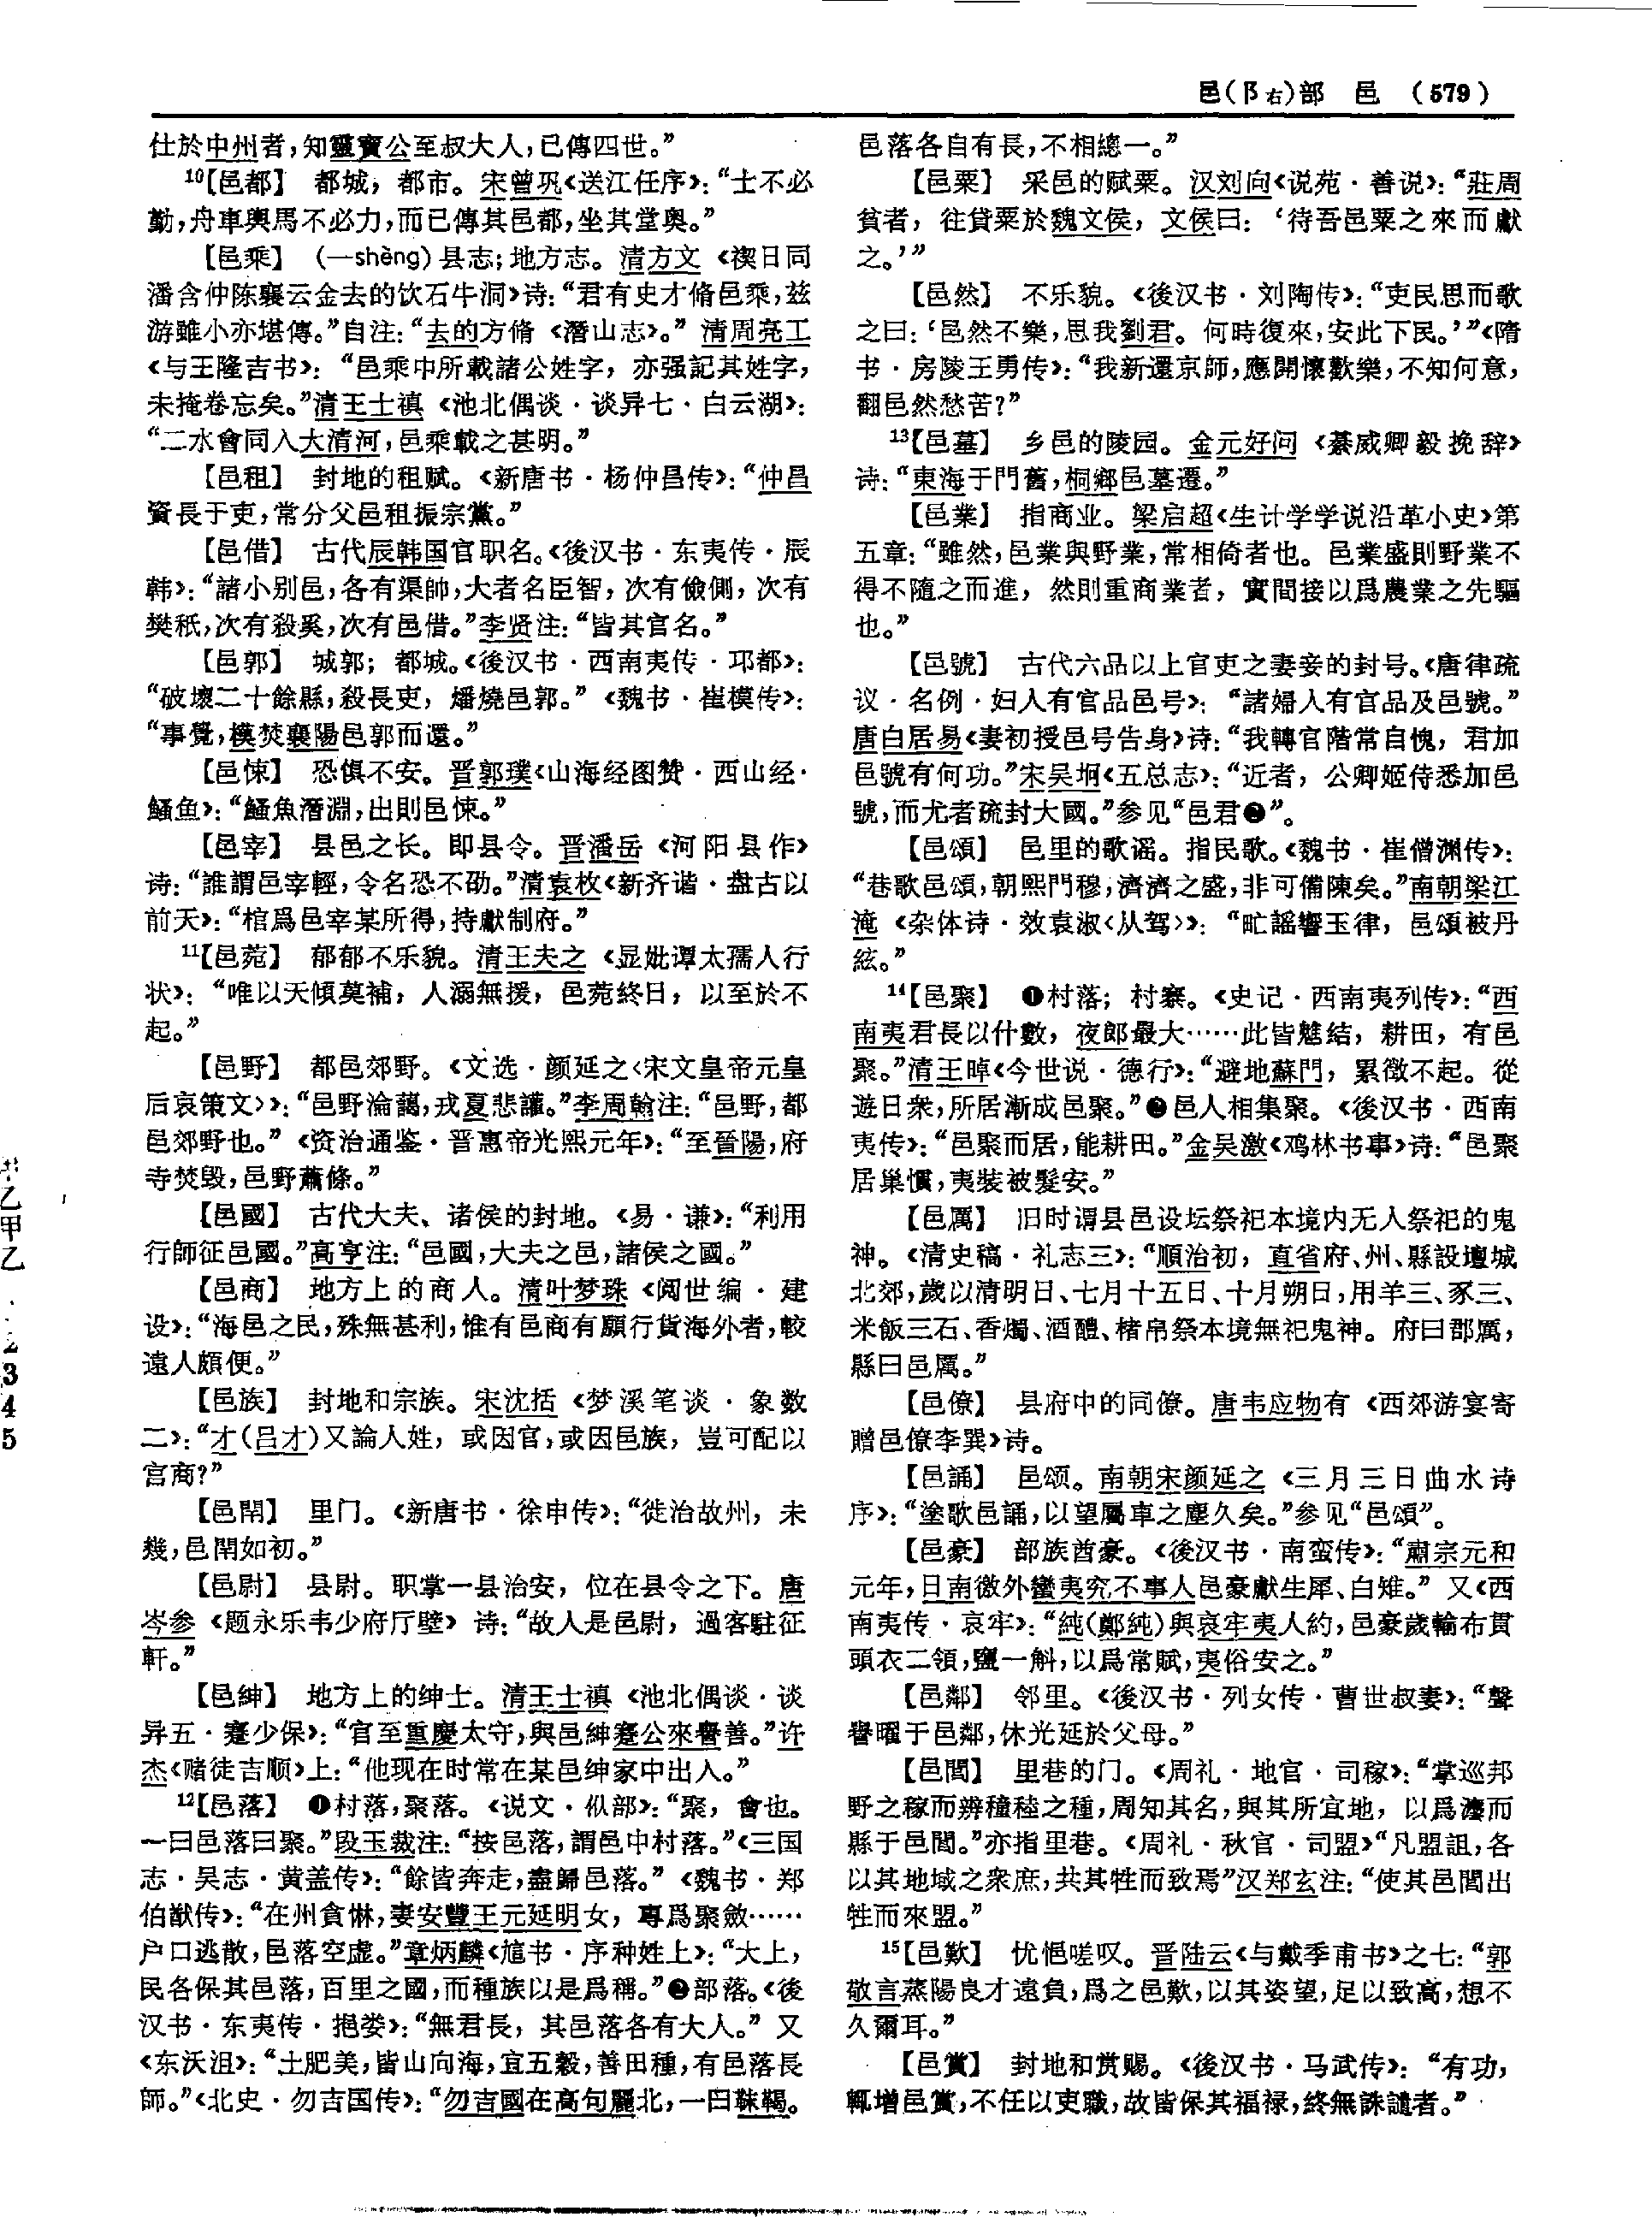 邑(阝右)部　邑　(579)
仕於中州者,知靈寶公至叔大人,已傳四世。”
10【邑都】　都城；都市。宋曾巩《送江任序》：“士不必
勤,舟車輿馬不必力,而已傳其邑都,坐其堂奥。”
【邑乘】　(—shèng)县志;地方志。清方文《禊日同
潘含仲陈襄云金去的饮石牛洞》诗：“君有史才脩邑乘,兹
游雖小亦堪傳。”自注：“去的方脩《潛山志》。”清周亮工
《与王隆吉书》：“邑乘中所載諸公姓字，亦强記其姓字，
未掩卷忘矣。”清王士禛《池北偶谈·谈异七·白云湖》：
“二水會同入大清河,邑乘載之甚明。”
【邑租】　封地的租赋。《新唐书·杨仲昌传》：“仲昌
資長于吏,常分父邑租振宗黨。”
【邑借】　古代辰韩国官职名。《後汉书·东夷传·辰
韩》：“諸小别邑,各有渠帥,大者名臣智，次有儉側，次有
樊秖,次有殺奚,次有邑借。”李贤注：“皆其官名。”
【邑郭】　城郭；都城。《後汉书·西南夷传·邛都》：
“破壞二十餘縣,殺長吏，燔燒邑郭。”《魏书·崔模传》：
“事覺,模焚襄陽邑郭而還。”
【邑悚】　恐惧不安。晋郭璞《山海经图赞·西山经·
鰠鱼》：“鰠魚潛淵,出則邑悚。”
【邑宰】　县邑之长。即县令。晋潘岳《河阳县作》
诗：“誰謂邑宰輕,令名恐不劭。”清袁枚《新齐谐·盘古以
前天》：“棺爲邑宰某所得,持獻制府。”
11【邑菀】　郁郁不乐貌。清王夫之《显妣谭太孺人行
状》：“唯以天傾莫補，人溺無援，邑菀終日，以至於不
起。”
【邑野】　都邑郊野。《文选·颜延之〈宋文皇帝元皇
后哀策文〉》：“邑野淪藹,戎夏悲讙。”李周翰注：“邑野,都
邑郊野也。”《资治通鉴·晋惠帝光熙元年》：“至晉陽,府
寺焚毁,邑野蕭條。”
【邑國】　古代大夫、诸侯的封地。《易·谦》：“利用
行師征邑國。”高亨注：“邑國,大夫之邑,諸侯之國。”
【邑商】　地方上的商人。清叶梦珠《阅世编·建
设》：“海邑之民,殊無甚利,惟有邑商有願行貨海外者,較
遠人頗便。”
【邑族】　封地和宗族。宋沈括《梦溪笔谈·象数
二》：“才(吕才)又論人姓，或因官,或因邑族，豈可配以
宫商?”
【邑閈】　里门。《新唐书·徐申传》：“徙治故州，未
幾,邑閈如初。”
【邑尉】　县尉。职掌一县治安，位在县令之下。唐
岑参《题永乐韦少府厅壁》诗：“故人是邑尉，過客駐征
軒。”
【邑紳】　地方上的绅士。清王士禛《池北偶谈·谈
异五·蹇少保》：“官至重慶太守,與邑紳蹇公來譽善。”许
杰《赌徒吉顺》上：“他现在时常在某邑绅家中出入。”
12【邑落】　❶村落,聚落。《说文·㐺部》：“聚，會也。
一曰邑落曰聚。”段玉裁注：“按邑落,謂邑中村落。”《三国
志·吴志·黄盖传》：“餘皆奔走,盡歸邑落。”《魏书·郑
伯猷传》：“在州貪惏,妻安豐王元延明女，專爲聚斂……
户口逃散,邑落空虚。”章炳麟《訄书·序种姓上》：“大上，
民各保其邑落,百里之國,而種族以是爲稱。”❷部落。《後
汉书·东夷传·挹娄》：“無君長，其邑落各有大人。”又
《东沃沮》：“土肥美,皆山向海,宜五穀,善田種,有邑落長
帥。”《北史·勿吉国传》：“勿吉國在高句麗北,一曰靺鞨。
邑落各自有長,不相總一。”
【邑粟】　采邑的赋粟。汉刘向《说苑·善说》：“莊周
貧者，往貸粟於魏文侯，文侯曰：‘待吾邑粟之來而獻
之。’”
【邑然】　不乐貌。《後汉书·刘陶传》：“吏民思而歌
之曰：‘邑然不樂,思我劉君。何時復來,安此下民。’”《隋
书·房陵王勇传》：“我新還京師,應開懷歡樂,不知何意，
翻邑然愁苦?”
13【邑墓】　乡邑的陵园。金元好问《綦威卿毅挽辞》
诗：“東海于門舊,桐鄉邑墓遷。”
【邑業】　指商业。梁启超《生计学学说沿革小史》第
五章：“雖然,邑業與野業,常相倚者也。邑業盛則野業不
得不隨之而進，然則重商業者，實間接以爲農業之先驅
也。”
【邑號】　古代六品以上官吏之妻妾的封号。《唐律疏
议·名例·妇人有官品邑号》：“諸婦人有官品及邑號。”
唐白居易《妻初授邑号告身》诗：“我轉官階常自愧，君加
邑號有何功。”宋吴坰《五总志》：“近者，公卿姬侍悉加邑
號,而尤者疏封大國。”参见“邑君❷”。
【邑頌】　邑里的歌谣。指民歌。《魏书·崔僧渊传》：
“巷歌邑頌,朝熙門穆,濟濟之盛,非可備陳矣。”南朝梁江
淹《杂体诗·效袁淑〈从驾〉》：“甿謡響玉律，邑頌被丹
絃。”
14【邑聚】　❶村落；村寨。《史记·西南夷列传》：“西
南夷君長以什數，夜郎最大……此皆魋結，耕田，有邑
聚。”清王晫《今世说·德行》：“避地蘇門，累徵不起。從
遊日衆,所居漸成邑聚。”❷邑人相集聚。《後汉书·西南
夷传》：“邑聚而居,能耕田。”金吴激《鸡林书事》诗：“邑聚
居巢慣,夷裝被髮安。”
【邑厲】　旧时谓县邑设坛祭祀本境内无人祭祀的鬼
神。《清史稿·礼志三》：“順治初，直省府、州、縣設壇城
北郊,歲以清明日、七月十五日、十月朔日,用羊三、豕三、
米飯三石、香燭、酒醴、楮帛祭本境無祀鬼神。府曰郡厲，
縣曰邑厲。”
【邑僚】　县府中的同僚。唐韦应物有《西郊游宴寄
赠邑僚李巽》诗。
【邑誦】　邑颂。南朝宋颜延之《三月三日曲水诗
序》：“塗歌邑誦,以望屬車之塵久矣。”参见“邑頌”。
【邑豪】　部族酋豪。《後汉书·南蛮传》：“肅宗元和
元年,日南徼外蠻夷究不事人邑豪獻生犀、白雉。”又《西
南夷传·哀牢》：“純(鄭純)與哀牢夷人約,邑豪歲輸布貫
頭衣二領,鹽一斛,以爲常賦,夷俗安之。”
【邑鄰】　邻里。《後汉书·列女传·曹世叔妻》：“聲
譽曜于邑鄰,休光延於父母。”
【邑閭】　里巷的门。《周礼·地官·司稼》：“掌巡邦
野之稼而辨穜稑之種,周知其名,與其所宜地，以爲灋而
縣于邑閭。”亦指里巷。《周礼·秋官·司盟》“凡盟詛,各
以其地域之衆庶,共其牲而致焉”汉郑玄注：“使其邑閭出
牲而來盟。”
15【邑歎】　忧悒嗟叹。晋陆云《与戴季甫书》之七：“郭
敬言蒸陽良才遠負,爲之邑歎,以其姿望,足以致高,想不
久爾耳。”
【邑賞】　封地和赏赐。《後汉书·马武传》：“有功，
輒增邑賞,不任以吏職,故皆保其福禄,終無誅譴者。”
乙
甲
乙
2
3
4
5